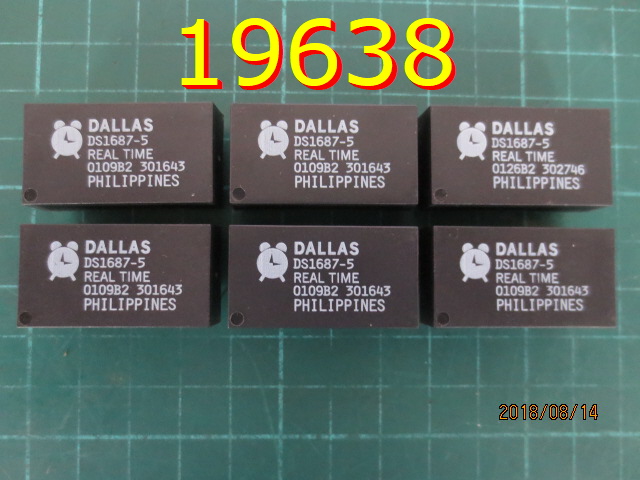 19638
DALLAS
DS1687-5
REAL TIME
0109B2 301643
PHILIPPINES
DALLAS
DS1687-5
REAL TIME
0109B2 301643
PHILIPPINES
DALLAS
DS1687-5
REAL TIME
0126B2 302746
PHILIPPINES
DALLAS
DS1687-5
REAL TIME
0109B2 301643
PHILIPPINES
DALLAS
DS1687-5
REAL TIME
0109B2 301643
PHILIPPINES
DALLAS
DS1687-5
REAL TIME
0109B2 301643
PHILIPPINES
2018/08/14